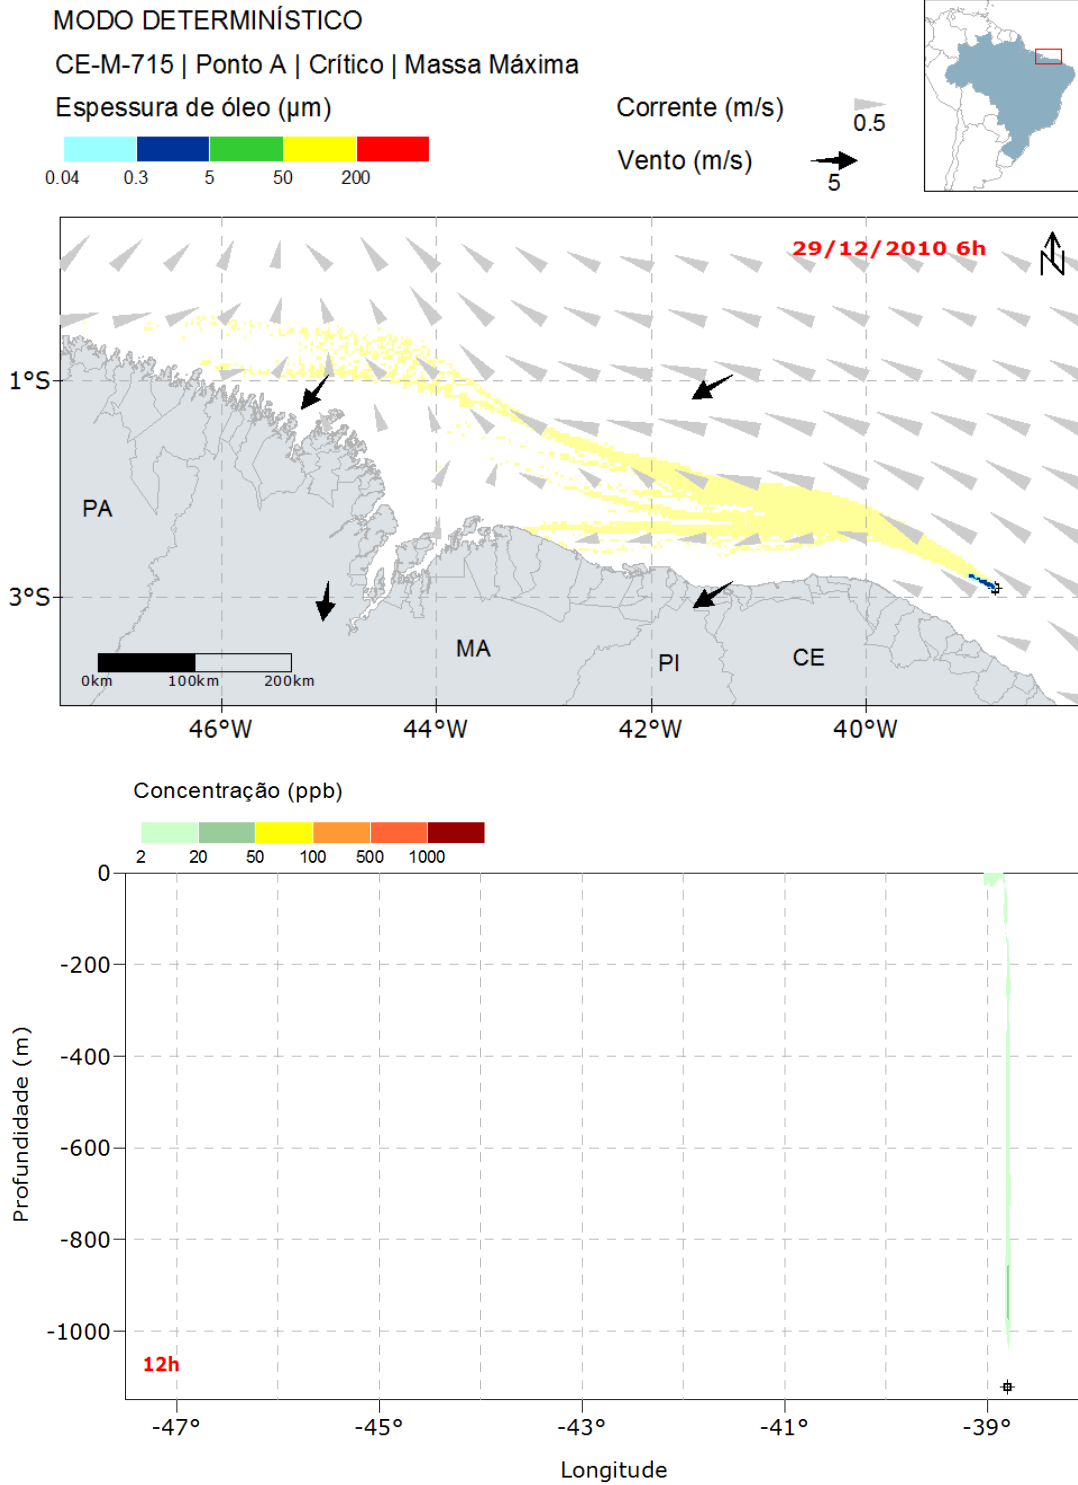 MODO DETERMINÍSTICO
CE-M-715 | Ponto A | Crítico | Massa Máxima
Espessura de óleo (µm)
0.04 0.3 5 50 200
Corrente (m/s)
0.5
Vento (m/s)
5
29/12/2010 6h
N
1°S
3°S
PA
MA
PI
CE
0km 100km 200km
46°W 44°W 42°W 40°W
Concentração (ppb)
2 20 50 100 500 1000
0
-200
-400
-600
-800
-1000
Profundidade (m)
12h
-47° -45° -43° -41° -39°
Longitude